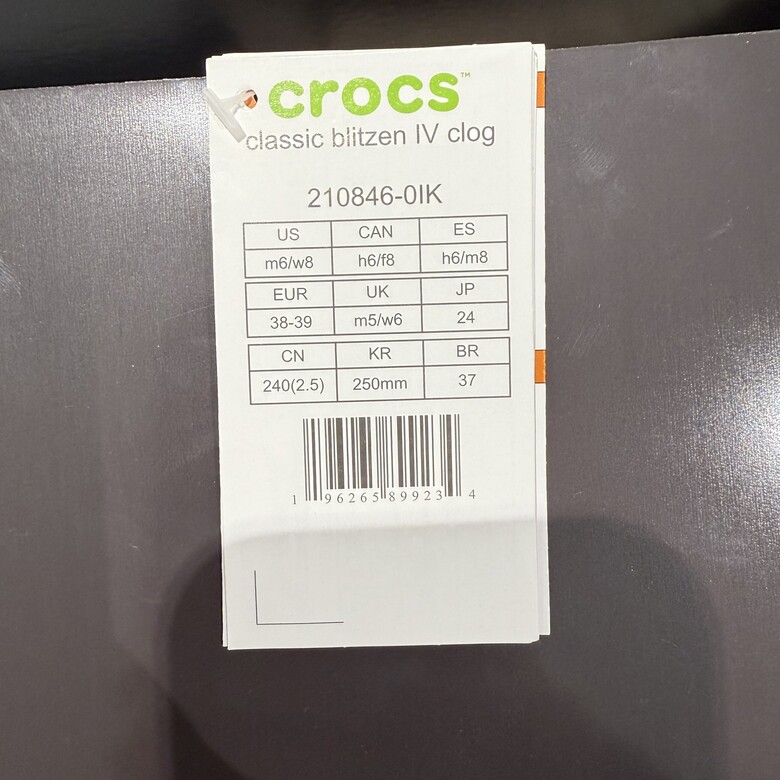 crocs™
classic blitzen IV clog
210846-0IK
US CAN ES
m6/w8 h6/f8 h6/m8
EUR UK JP
38-39 m5/w6 24
CN KR BR
240(2.5) 250mm 37
1 96265 89923 4